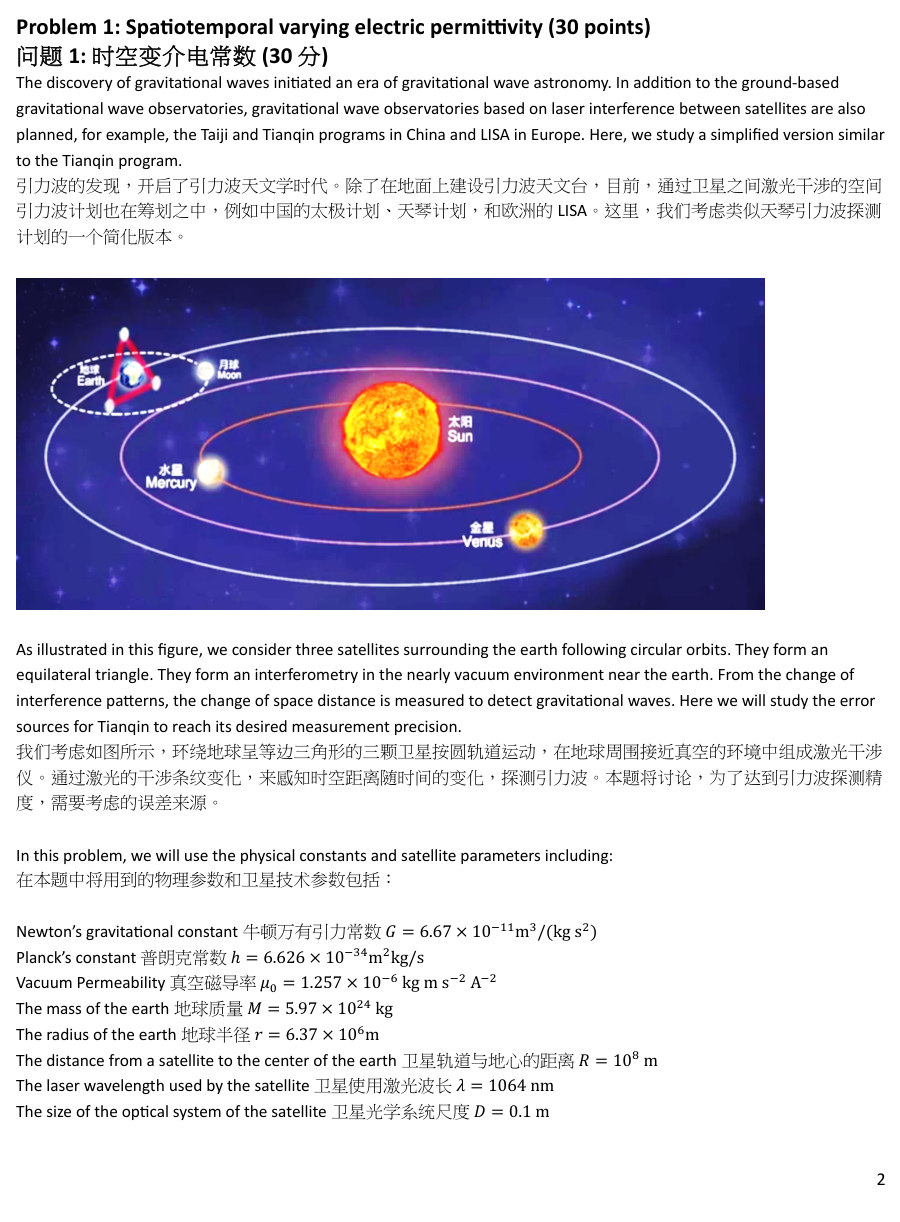 Problem 1: Spatiotemporal varying electric permittivity (30 points)
问题 1: 时空变介电常数 (30 分)
The discovery of gravitational waves initiated an era of gravitational wave astronomy. In addition to the ground-based
gravitational wave observatories, gravitational wave observatories based on laser interference between satellites are also
planned, for example, the Taiji and Tianqin programs in China and LISA in Europe. Here, we study a simplified version similar
to the Tianqin program.
引力波的发现，开启了引力波天文学时代。除了在地面上建设引力波天文台，目前，通过卫星之间激光干涉的空间
引力波计划也在筹划之中，例如中国的太极计划、天琴计划，和欧洲的 LISA。这里，我们考虑类似天琴引力波探测
计划的一个简化版本。
地球
Earth
月球
Moon
太阳
Sun
水星
Mercury
金星
Venus
As illustrated in this figure, we consider three satellites surrounding the earth following circular orbits. They form an
equilateral triangle. They form an interferometry in the nearly vacuum environment near the earth. From the change of
interference patterns, the change of space distance is measured to detect gravitational waves. Here we will study the error
sources for Tianqin to reach its desired measurement precision.
我们考虑如图所示，环绕地球呈等边三角形的三颗卫星按圆轨道运动，在地球周围接近真空的环境中组成激光干涉
仪。通过激光的干涉条纹变化，来感知时空距离随时间的变化，探测引力波。本题将讨论，为了达到引力波探测精
度，需要考虑的误差来源。
In this problem, we will use the physical constants and satellite parameters including:
在本题中将用到的物理参数和卫星技术参数包括：
Newton's gravitational constant 牛顿万有引力常数 𝐺 = 6.67 × 10⁻¹¹m³/(kg s²)
Planck's constant 普朗克常数 ℎ = 6.626 × 10⁻³⁴m²kg/s
Vacuum Permeability 真空磁导率 𝜇₀ = 1.257 × 10⁻⁶ kg m s⁻² A⁻²
The mass of the earth 地球质量 𝑀 = 5.97 × 10²⁴ kg
The radius of the earth 地球半径 𝑟 = 6.37 × 10⁶m
The distance from a satellite to the center of the earth 卫星轨道与地心的距离 𝑅 = 10⁸ m
The laser wavelength used by the satellite 卫星使用激光波长 𝜆 = 1064 nm
The size of the optical system of the satellite 卫星光学系统尺度 𝐷 = 0.1 m
2